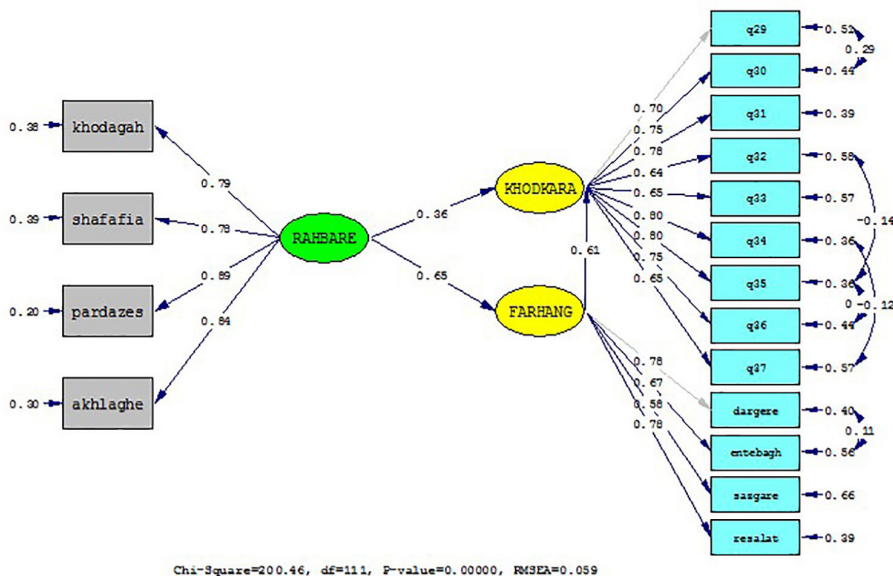 q29
0.52
0.29
q30
0.44
0.70
0.75
q31
0.39
0.38
khodagah
0.78
0.64
q32
0.58
0.79
KHODKARA
0.65
q33
0.57
0.39
shafafia
0.78
0.36
0.80
-0.14
RAHBARE
0.80
q34
0.36
0.89
0.65
0.61
0.75
0.65
q35
0.36
-0.12
0.20
pardazes
FARHANG
q36
0.44
0.84
0.78
q37
0.57
0.67
0.30
akhlaghe
0.58
0.78
dargere
0.40
0.11
entebagh
0.56
sazgare
0.66
resalat
0.39
Chi-Square=200.46, df=111, P-value=0.00000, RMSEA=0.059